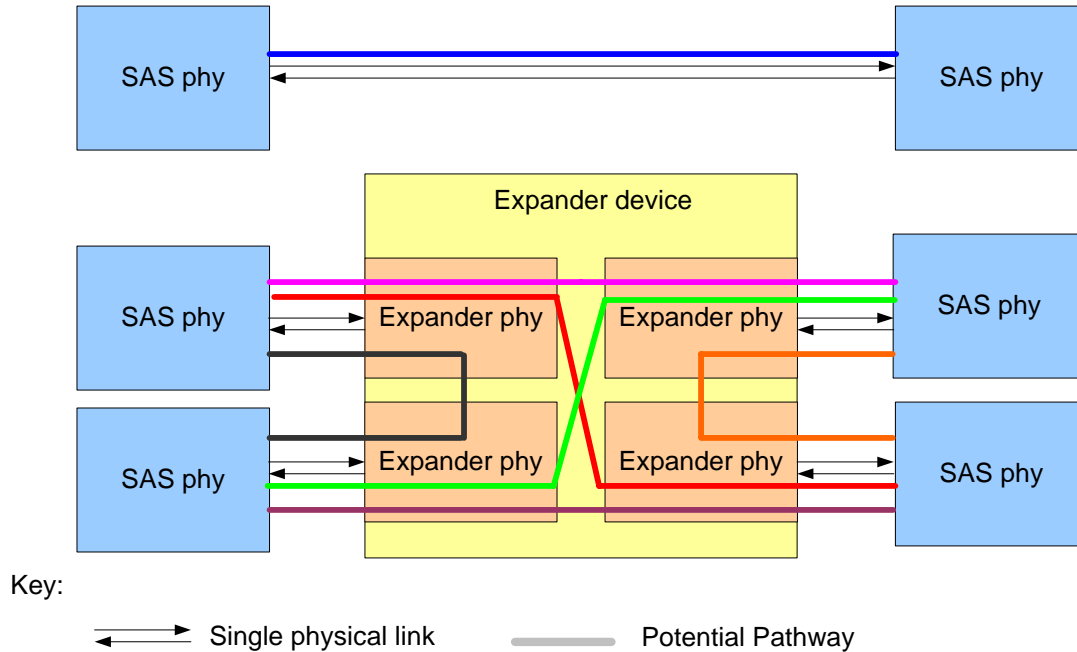 SAS phy
SAS phy
Expander device
SAS phy
Expander phy
Expander phy
SAS phy
SAS phy
Expander phy
Expander phy
SAS phy
Key:
Single physical link
Potential Pathway